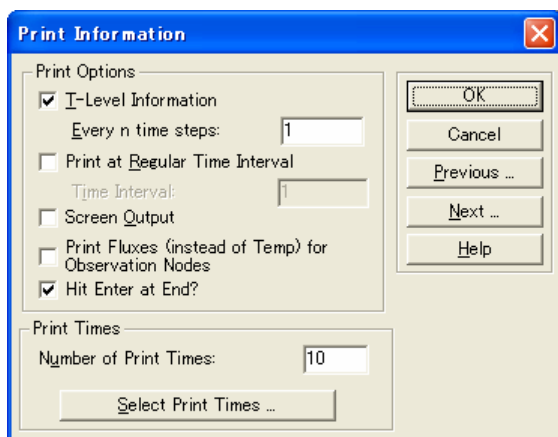 Print Information
Print Options
T-Level Information
Every n time steps:
1
Print at Regular Time Interval
Time Interval:
1
Screen Output
Print Fluxes (instead of Temp) for
Observation Nodes
Hit Enter at End?
Print Times
Number of Print Times:
10
Select Print Times ...
OK
Cancel
Previous ...
Next ...
Help